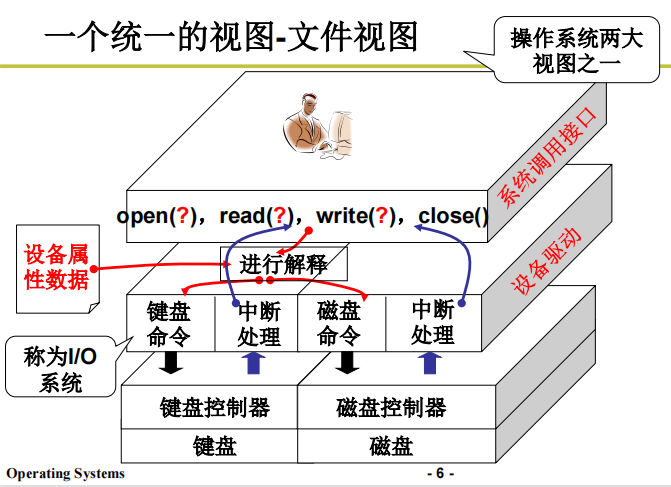 一个统一的视图-文件视图
操作系统两大
视图之一
系统调用接口
open(?)，read(?)，write(?)，close()
设备属
性数据
进行解释
设备驱动
键盘
命令
中断
处理
磁盘
命令
中断
处理
称为I/O
系统
键盘控制器
磁盘控制器
键盘
磁盘
Operating Systems
- 6 -